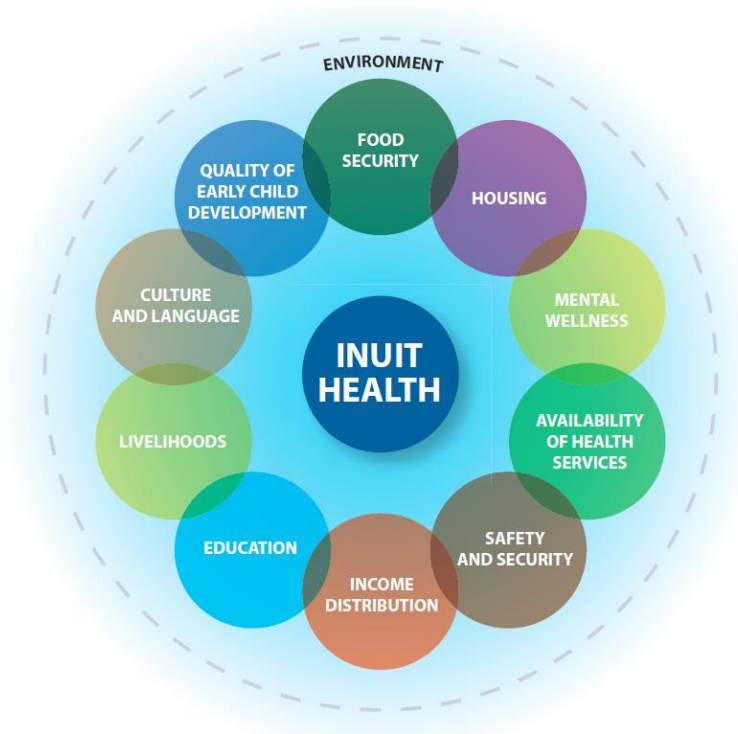 ENVIRONMENT
FOOD
SECURITY
HOUSING
MENTAL
WELLNESS
AVAILABILITY
OF HEALTH
SERVICES
SAFETY
AND SECURITY
INCOME
DISTRIBUTION
EDUCATION
LIVELIHOODS
CULTURE
AND LANGUAGE
QUALITY OF
EARLY CHILD
DEVELOPMENT
INUIT
HEALTH